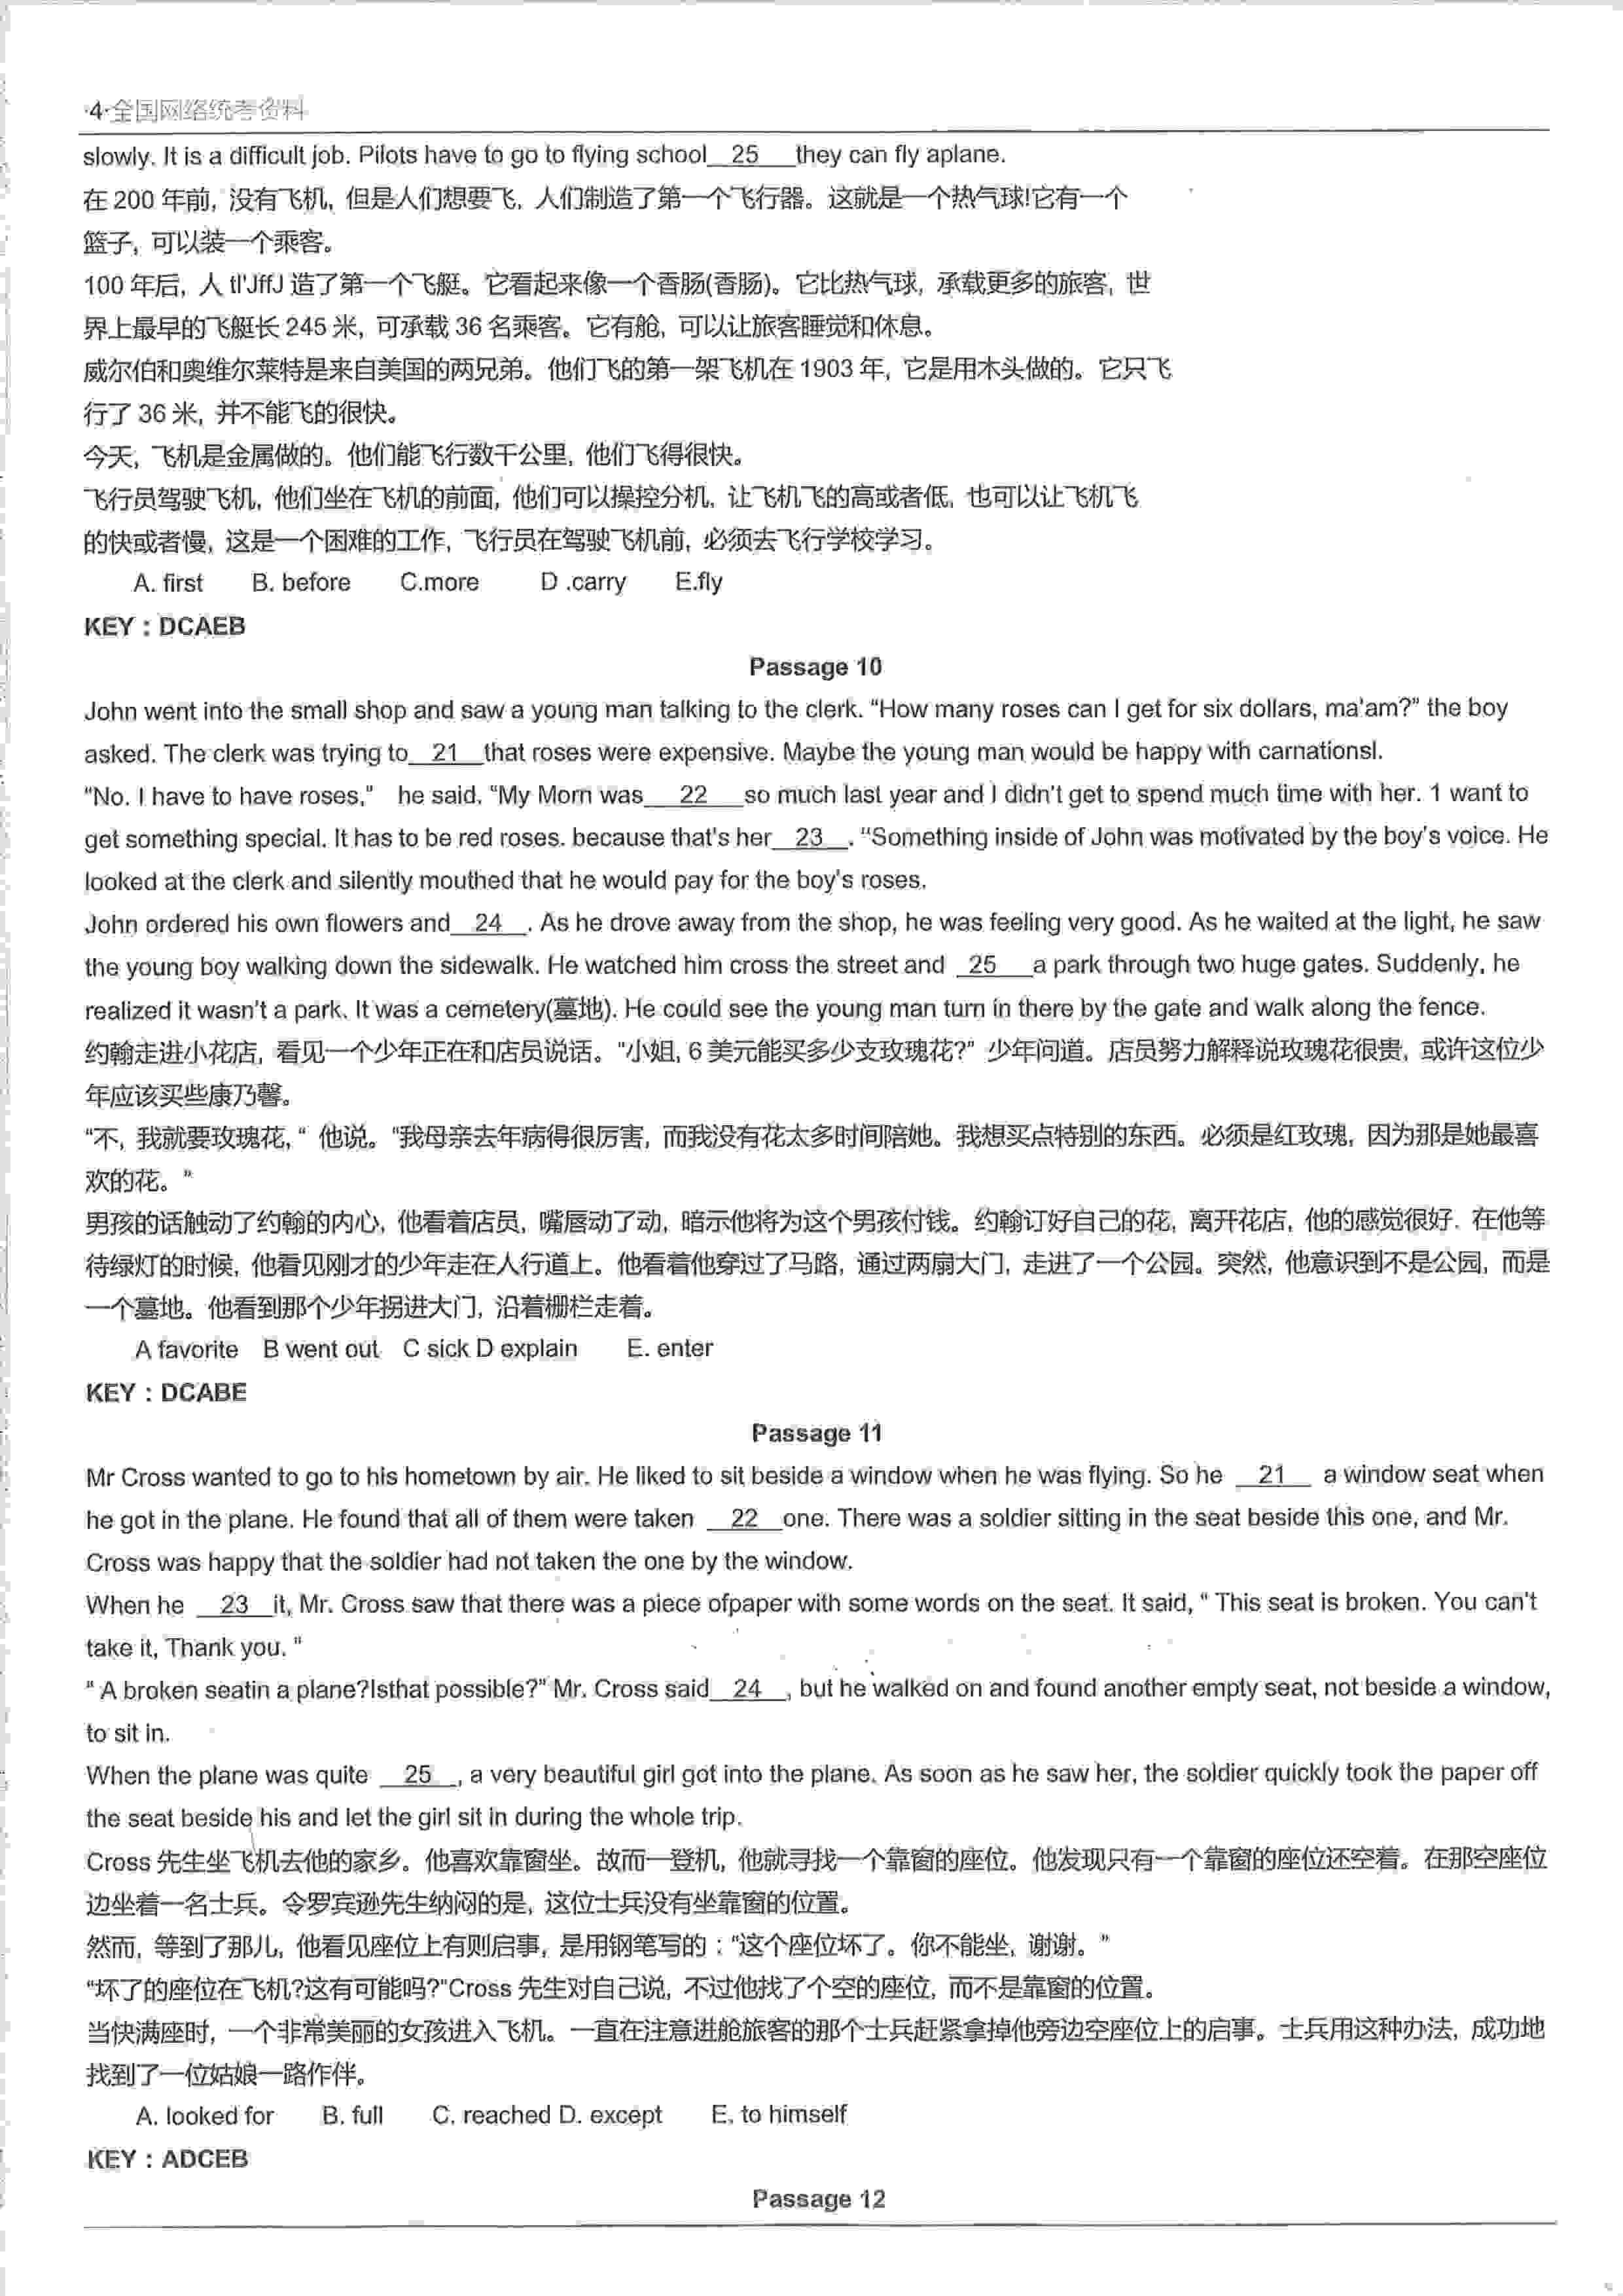 ·4·全国网络统考资料
slowly. It is a difficult job. Pilots have to go to flying school__25__they can fly aplane.
在 200 年前, 没有飞机, 但是人们想要飞, 人们制造了第一个飞行器。这就是一个热气球!它有一个
篮子, 可以装一个乘客。
100 年后, 人 tl'JffJ 造了第一个飞艇。它看起来像一个香肠(香肠)。它比热气球, 承载更多的旅客, 世
界上最早的飞艇长 245 米, 可承载 36 名乘客。它有舱, 可以让旅客睡觉和休息。
威尔伯和奥维尔莱特是来自美国的两兄弟。他们飞的第一架飞机在 1903 年, 它是用木头做的。它只飞
行了 36 米, 并不能飞的很快。
今天, 飞机是金属做的。他们能飞行数千公里, 他们飞得很快。
飞行员驾驶飞机, 他们坐在飞机的前面, 他们可以操控分机, 让飞机飞的高或者低, 也可以让飞机飞
的快或者慢, 这是一个困难的工作, 飞行员在驾驶飞机前, 必须去飞行学校学习。
A. first B. before C.more D .carry E.fly
KEY : DCAEB
Passage 10
John went into the small shop and saw a young man talking to the clerk. “How many roses can I get for six dollars, ma'am?” the boy
asked. The clerk was trying to__21__that roses were expensive. Maybe the young man would be happy with carnationsl.
“No. I have to have roses,” he said. “My Mom was__22__so much last year and I didn't get to spend much time with her. 1 want to
get something special. It has to be red roses. because that's her__23__. “Something inside of John was motivated by the boy's voice. He
looked at the clerk and silently mouthed that he would pay for the boy's roses.
John ordered his own flowers and__24__. As he drove away from the shop, he was feeling very good. As he waited at the light, he saw
the young boy walking down the sidewalk. He watched him cross the street and __25__a park through two huge gates. Suddenly, he
realized it wasn't a park. It was a cemetery(墓地). He could see the young man turn in there by the gate and walk along the fence.
约翰走进小花店, 看见一个少年正在和店员说话。“小姐, 6 美元能买多少支玫瑰花?” 少年问道。店员努力解释说玫瑰花很贵, 或许这位少
年应该买些康乃馨。
“不, 我就要玫瑰花, “ 他说。“我母亲去年病得很厉害, 而我没有花太多时间陪她。我想买点特别的东西。必须是红玫瑰, 因为那是她最喜
欢的花。”
男孩的话触动了约翰的内心, 他看着店员, 嘴唇动了动, 暗示他将为这个男孩付钱。约翰订好自己的花, 离开花店, 他的感觉很好. 在他等
待绿灯的时候, 他看见刚才的少年走在人行道上。他看着他穿过了马路, 通过两扇大门, 走进了一个公园。突然, 他意识到不是公园, 而是
一个墓地。他看到那个少年拐进大门, 沿着栅栏走着。
A favorite B went out C sick D explain E. enter
KEY : DCABE
Passage 11
Mr Cross wanted to go to his hometown by air. He liked to sit beside a window when he was flying. So he __21__ a window seat when
he got in the plane. He found that all of them were taken __22__one. There was a soldier sitting in the seat beside this one, and Mr.
Cross was happy that the soldier had not taken the one by the window.
When he __23__it, Mr. Cross saw that there was a piece ofpaper with some words on the seat. It said, “ This seat is broken. You can't
take it, Thank you. ”
“ A broken seatin a plane?Isthat possible?” Mr. Cross said__24__, but he walked on and found another empty seat, not beside a window,
to sit in.
When the plane was quite __25__, a very beautiful girl got into the plane. As soon as he saw her, the soldier quickly took the paper off
the seat beside his and let the girl sit in during the whole trip.
Cross 先生坐飞机去他的家乡。他喜欢靠窗坐。故而一登机, 他就寻找一个靠窗的座位。他发现只有一个靠窗的座位还空着。在那空座位
边坐着一名士兵。令罗宾逊先生纳闷的是, 这位士兵没有坐靠窗的位置。
然而, 等到了那儿, 他看见座位上有则启事, 是用钢笔写的 : “这个座位坏了。你不能坐, 谢谢。”
“坏了的座位在飞机?这有可能吗?”Cross 先生对自己说, 不过他找了个空的座位, 而不是靠窗的位置。
当快满座时, 一个非常美丽的女孩进入飞机。一直在注意进舱旅客的那个士兵赶紧拿掉他旁边空座位上的启事。士兵用这种办法, 成功地
找到了一位姑娘一路作伴。
A. looked for B. full C. reached D. except E. to himself
KEY : ADCEB
Passage 12